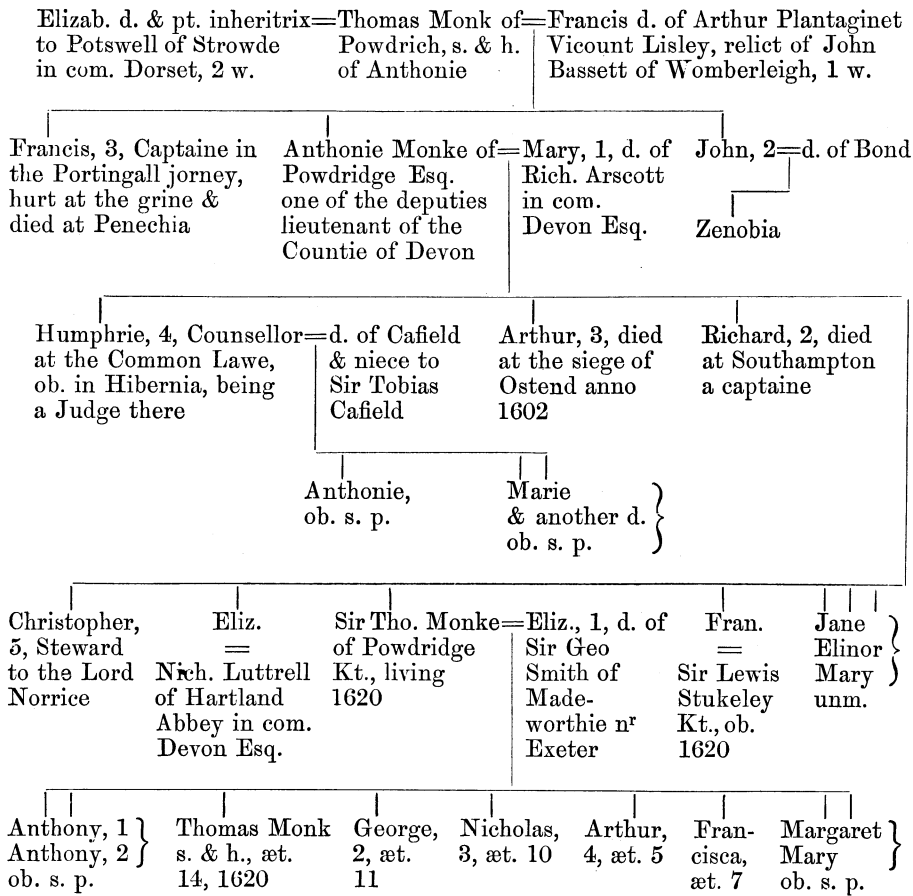 Elizab. d. & pt. inheritrix=Thomas Monk of=Francis d. of Arthur Plantaginet
to Potswell of Strowde
in com. Dorset, 2 w.
Powdrich, s. & h.
of Anthonie
Vicount Lisley, relict of John
Bassett of Womberleigh, 1 w.
Francis, 3, Captaine in
the Portingall jorney,
hurt at the grine &
died at Penechia
Anthonie Monke of=Mary, 1, d. of
Powdridge Esq.
one of the deputies
lieutenant of the
Countie of Devon
Rich. Arscott
in com.
Devon Esq.
John, 2=d. of Bond
Zenobia
Humphrie, 4, Counsellor=d. of Cafield
at the Common Lawe,
ob. in Hibernia, being
a Judge there
& niece to
Sir Tobias
Cafield
Arthur, 3, died
at the siege of
Ostend anno
1602
Richard, 2, died
at Southampton
a captaine
Anthonie,
ob. s. p.
Marie
& another d.
ob. s. p.
Christopher,
5, Steward
to the Lord
Norrice
Eliz.
=
Nich. Luttrell
of Hartland
Abbey in com.
Devon Esq.
Sir Tho. Monke=Eliz., 1, d. of
of Powdridge
Kt., living
1620
Sir Geo
Smith of
Made-
worthie nʳ
Exeter
Fran.
=
Sir Lewis
Stukeley
Kt., ob.
1620
Jane
Elinor
Mary
unm.
Anthony, 1
Anthony, 2
ob. s. p.
Thomas Monk
s. & h., æt.
14, 1620
George,
2, æt.
11
Nicholas,
3, æt. 10
Arthur,
4, æt. 5
Fran-
cisca,
æt. 7
Margaret
Mary
ob. s. p.